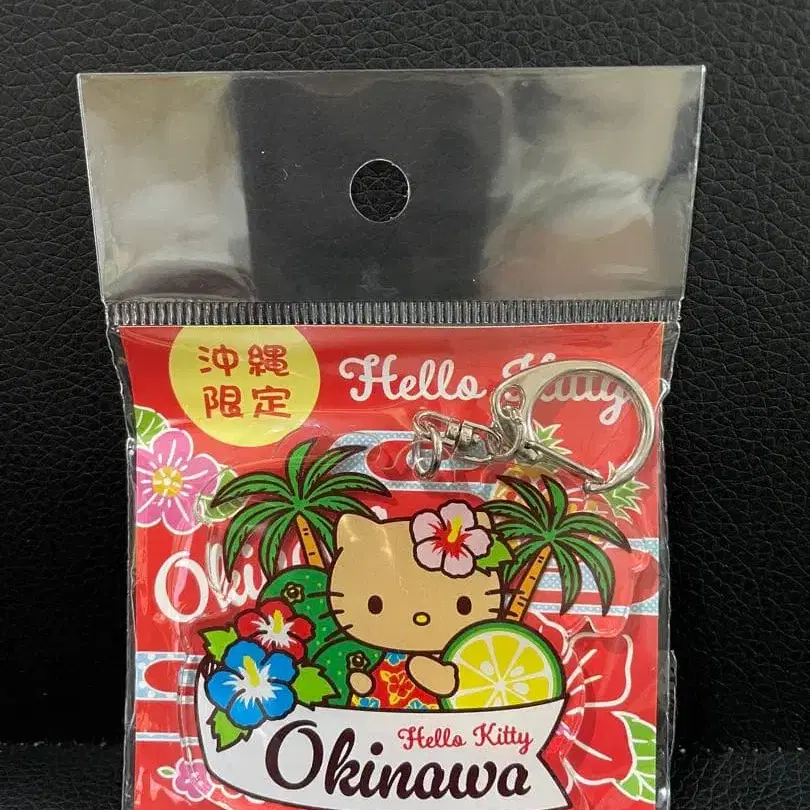 沖縄
限定
Hello Kitty
Hello Kitty
Okinawa